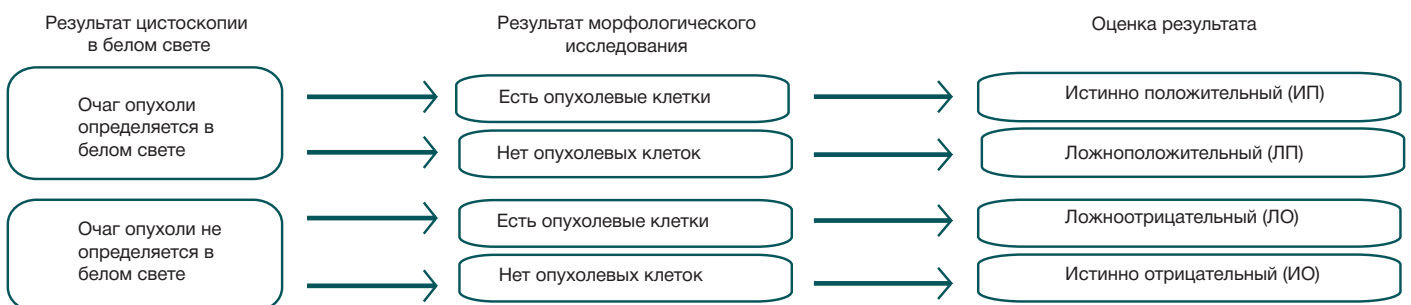 Результат цистоскопии
в белом свете
Результат морфологического
исследования
Оценка результата
Очаг опухоли
определяется в
белом свете
Есть опухолевые клетки
Истинно положительный (ИП)
Нет опухолевых клеток
Ложноположительный (ЛП)
Очаг опухоли не
определяется в
белом свете
Есть опухолевые клетки
Ложноотрицательный (ЛО)
Нет опухолевых клеток
Истинно отрицательный (ИО)